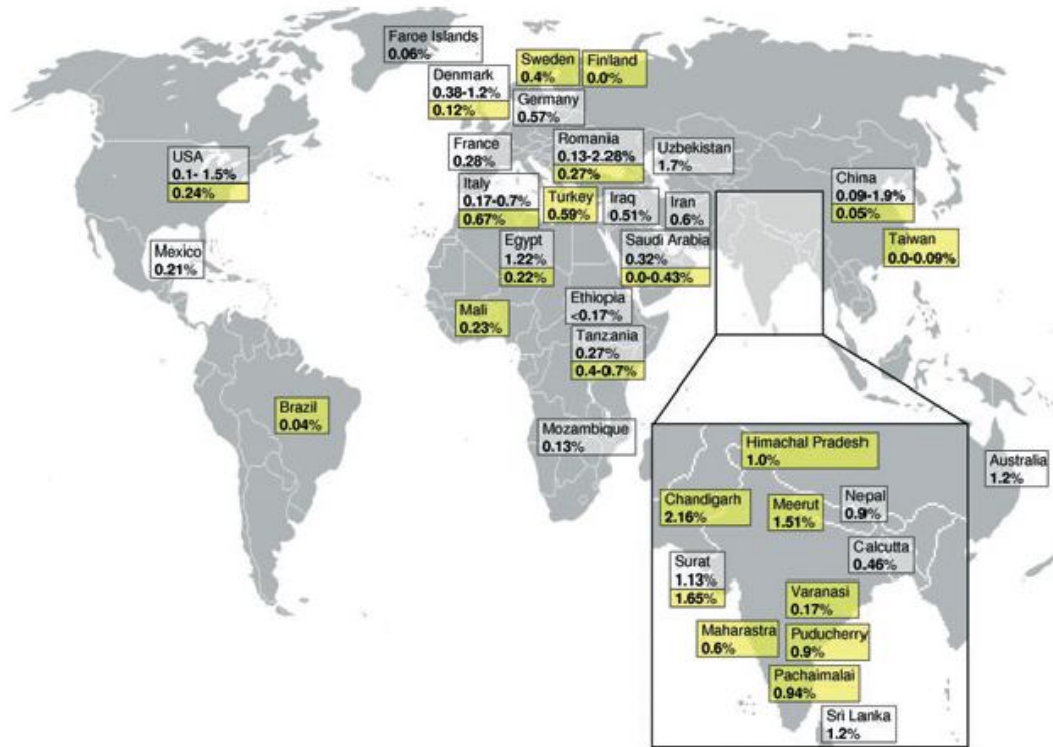 Faroe Islands
0.06%
Sweden
0.4%
Finland
0.0%
Denmark
0.38-1.2%
0.12%
Germany
0.57%
France
0.28%
Romania
0.13-2.28%
0.27%
Uzbekistan
1.7%
USA
0.1- 1.5%
0.24%
China
0.09-1.9%
0.05%
Italy
0.17-0.7%
0.67%
Turkey
0.59%
Iraq
0.51%
Iran
0.6%
Mexico
0.21%
Egypt
1.22%
0.22%
Saudi Arabia
0.32%
0.0-0.43%
Taiwan
0.0-0.09%
Mali
0.23%
Ethiopia
<0.17%
Tanzania
0.27%
0.4-0.7%
Brazil
0.04%
Mozambique
0.13%
Himachal Pradesh
1.0%
Australia
1.2%
Chandigarh
2.16%
Meerut
1.51%
Nepal
0.9%
Calcutta
0.46%
Surat
1.13%
1.65%
Varanasi
0.17%
Maharastra
0.6%
Puducherry
0.9%
Pachaimalai
0.94%
Sri Lanka
1.2%